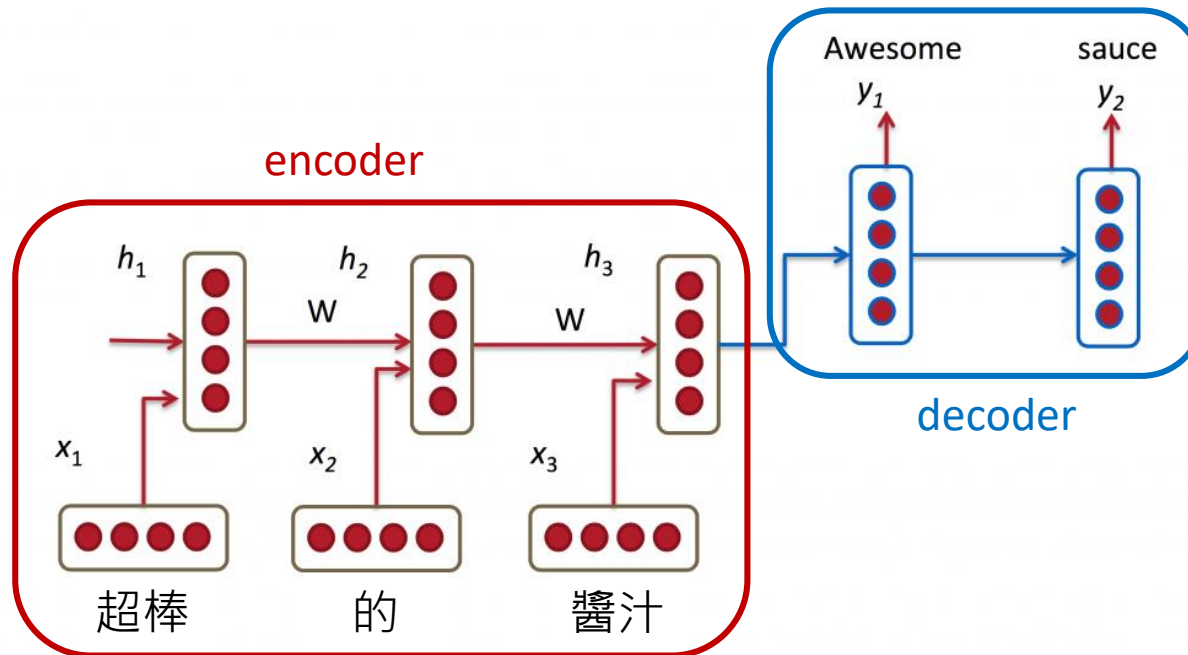 Awesome sauce
y1 y2
encoder
h1 h2 h3
W W
decoder
x1 x2 x3
超棒 的 醬汁